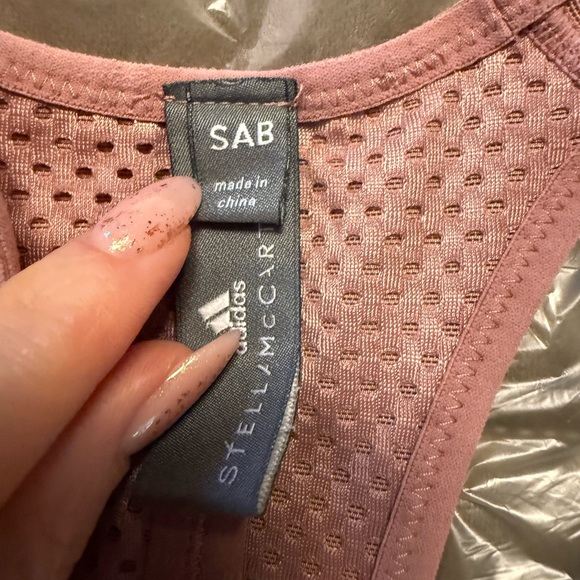 SAB
made in
china
adidas
STELLA McCART